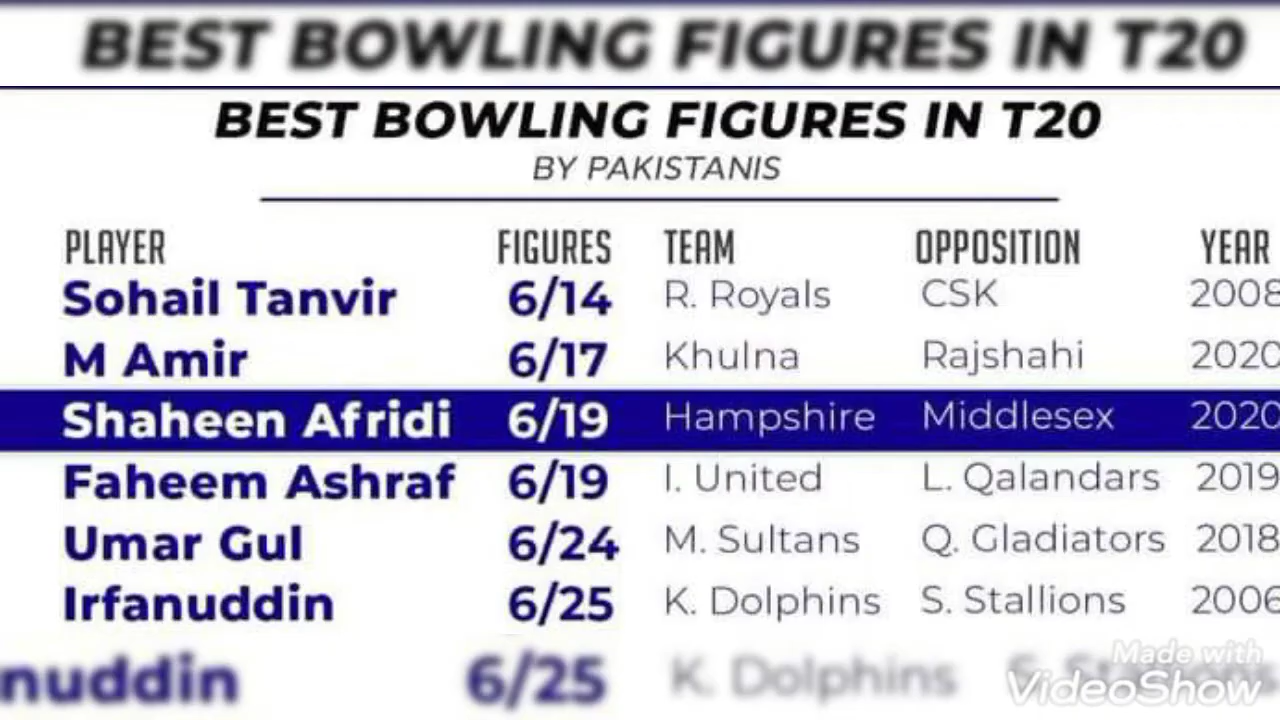 BEST BOWLING FIGURES IN T20
BEST BOWLING FIGURES IN T20
BY PAKISTANIS
PLAYER FIGURES TEAM OPPOSITION YEAR
Sohail Tanvir 6/14 R. Royals CSK 2008
M Amir 6/17 Khulna Rajshahi 2020
Shaheen Afridi 6/19 Hampshire Middlesex 2020
Faheem Ashraf 6/19 I. United L. Qalandars 2019
Umar Gul 6/24 M. Sultans Q. Gladiators 2018
Irfanuddin 6/25 K. Dolphins S. Stallions 2006
nuddin 6/25 K. Dolphins
Made with
VideoShow